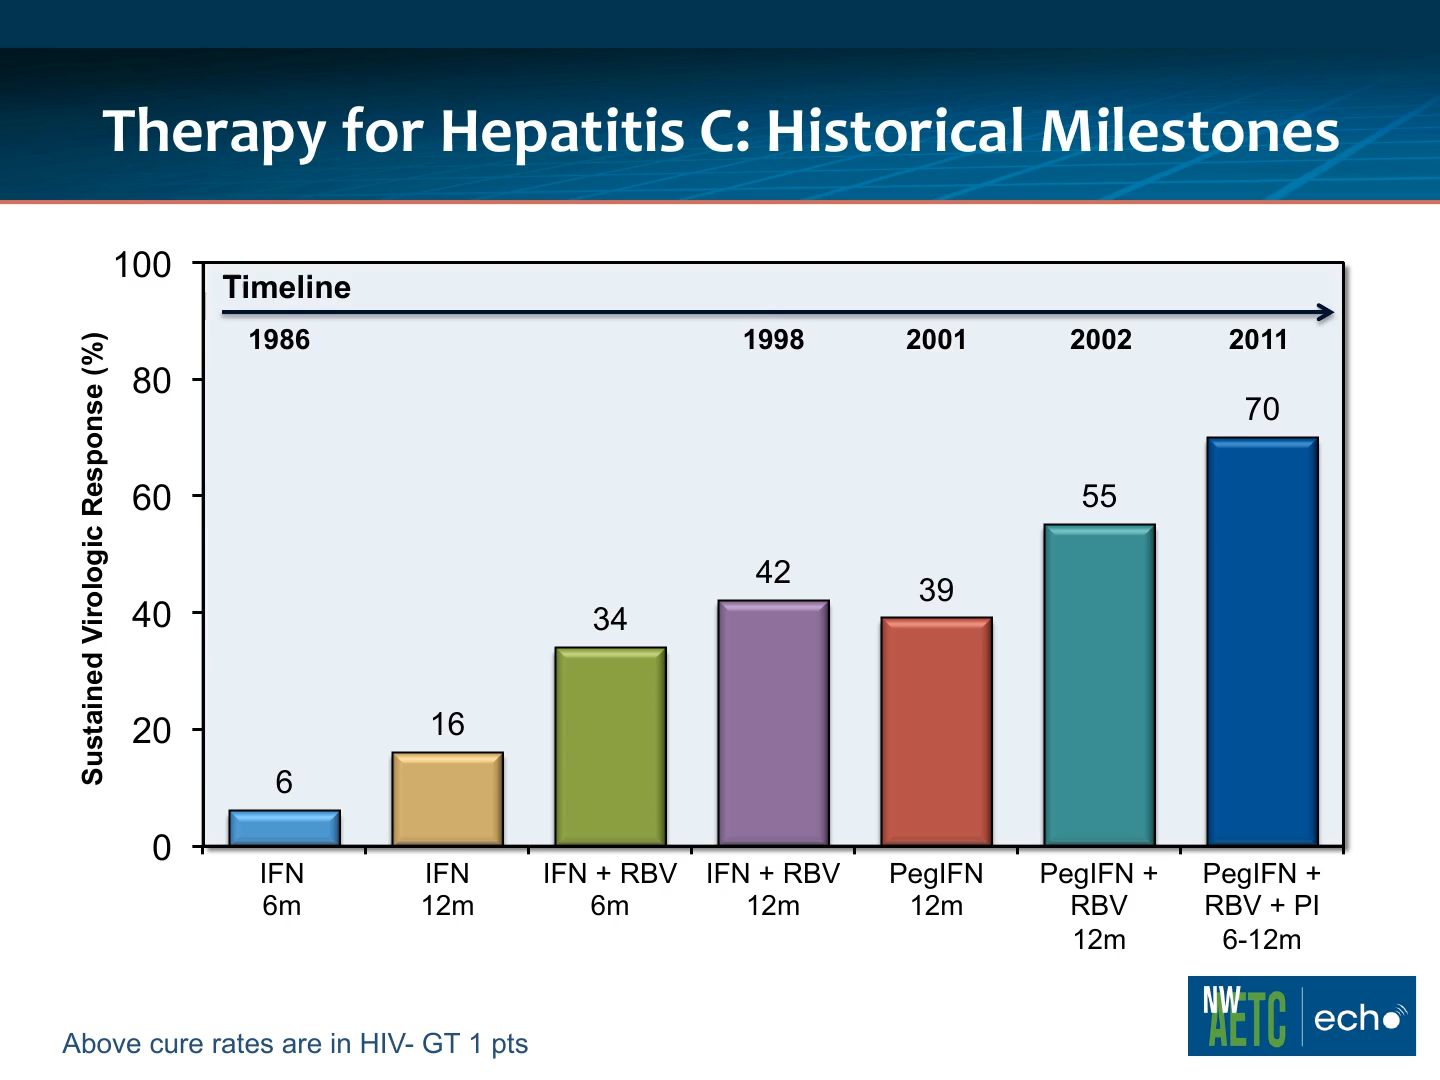 Therapy for Hepatitis C: Historical Milestones
100
80
60
40
20
0
Sustained Virologic Response (%)
Timeline
1986
1998
2001
2002
2011
6
16
34
42
39
55
70
IFN
6m
IFN
12m
IFN + RBV
6m
IFN + RBV
12m
PegIFN
12m
PegIFN +
RBV
12m
PegIFN +
RBV + PI
6-12m
NW
AETC
echo
Above cure rates are in HIV- GT 1 pts